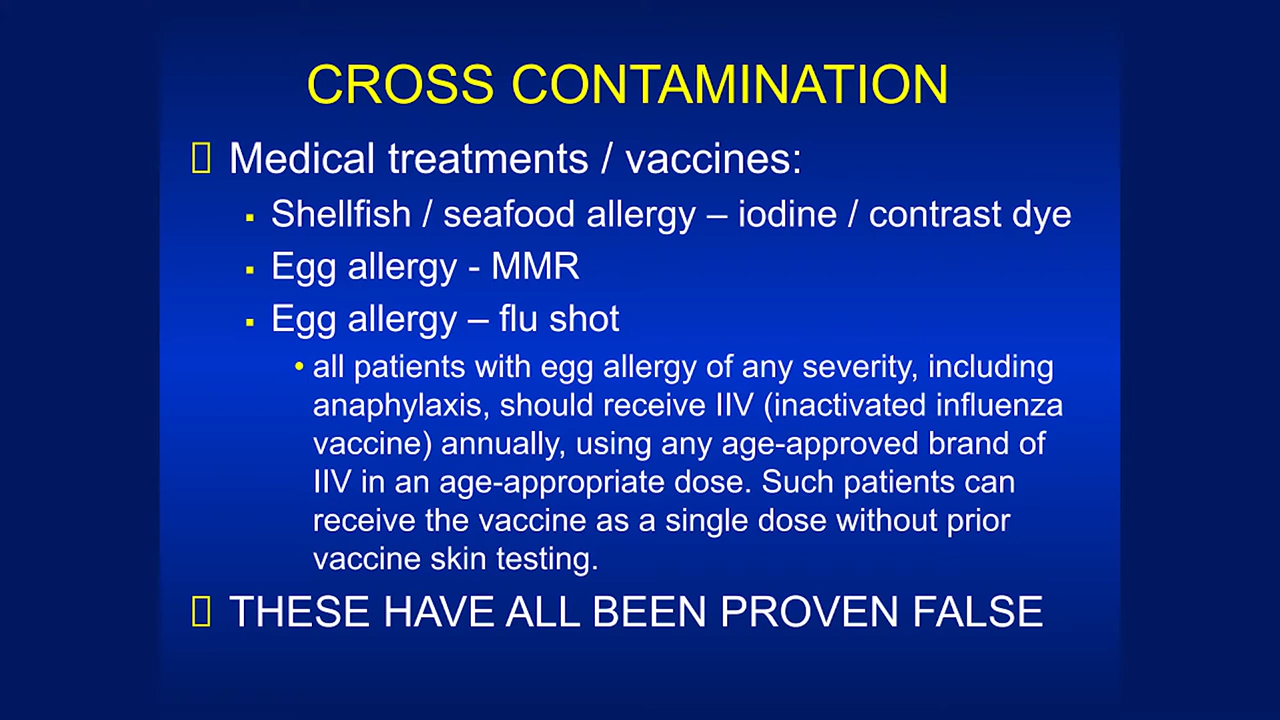 CROSS CONTAMINATION
Medical treatments / vaccines:
▪ Shellfish / seafood allergy – iodine / contrast dye
▪ Egg allergy - MMR
▪ Egg allergy – flu shot
• all patients with egg allergy of any severity, including
anaphylaxis, should receive IIV (inactivated influenza
vaccine) annually, using any age-approved brand of
IIV in an age-appropriate dose. Such patients can
receive the vaccine as a single dose without prior
vaccine skin testing.
THESE HAVE ALL BEEN PROVEN FALSE